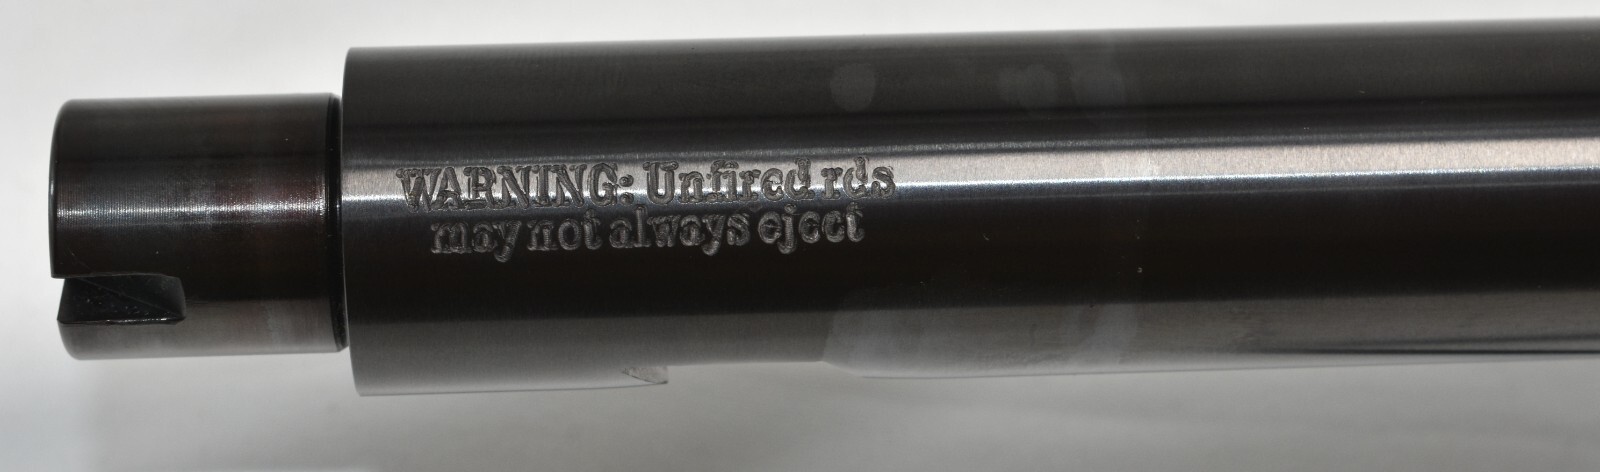 WARNING: Unfired rds
may not always eject